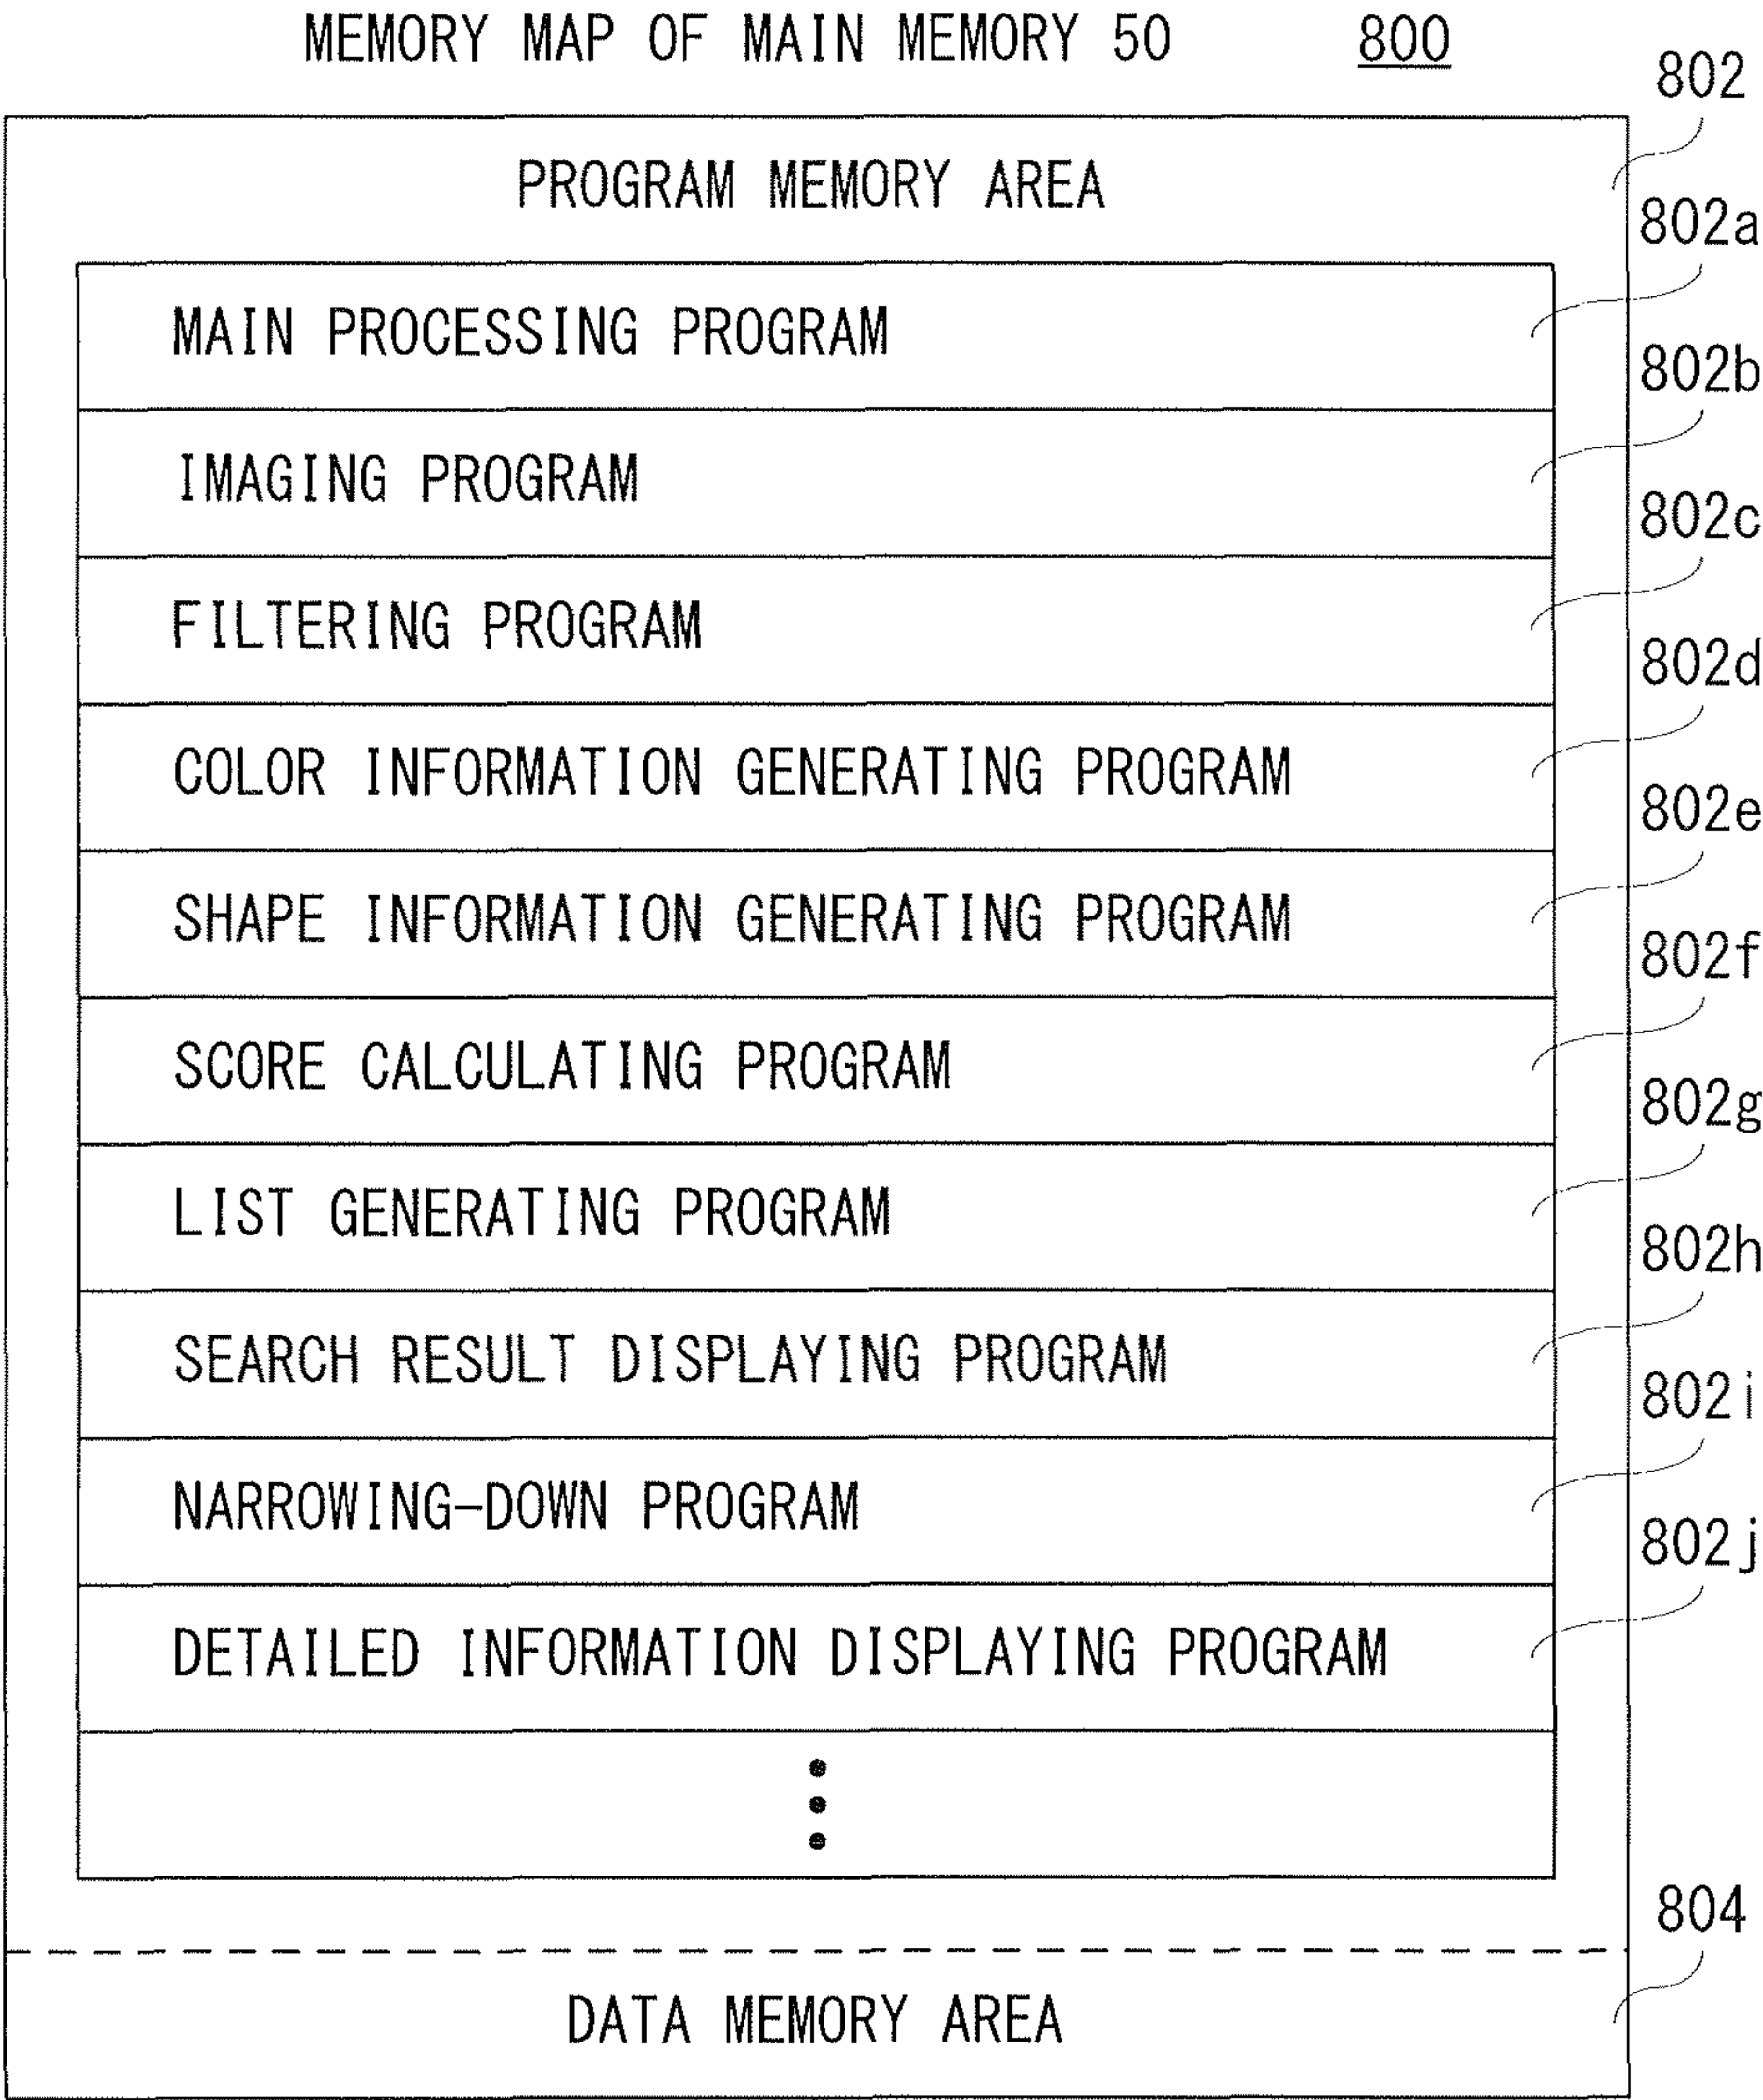 MEMORY MAP OF MAIN MEMORY 50 800
802
PROGRAM MEMORY AREA
802a
MAIN PROCESSING PROGRAM
802b
IMAGING PROGRAM
802c
FILTERING PROGRAM
802d
COLOR INFORMATION GENERATING PROGRAM
802e
SHAPE INFORMATION GENERATING PROGRAM
802f
SCORE CALCULATING PROGRAM
802g
LIST GENERATING PROGRAM
802h
SEARCH RESULT DISPLAYING PROGRAM
802i
NARROWING-DOWN PROGRAM
802j
DETAILED INFORMATION DISPLAYING PROGRAM
804
DATA MEMORY AREA